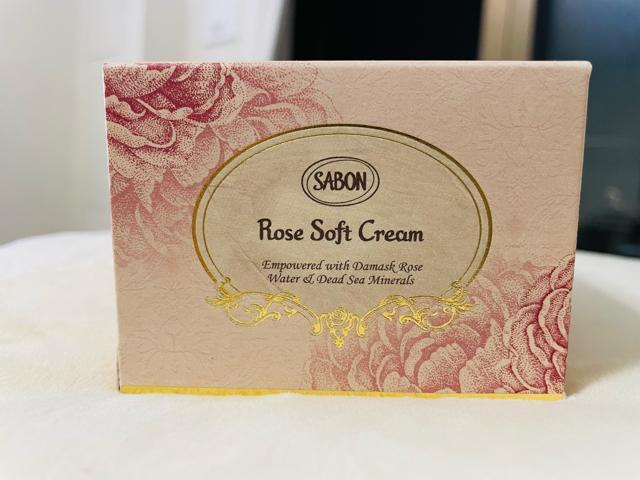 SABON
Rose Soft Cream
Empowered with Damask Rose
Water & Dead Sea Minerals